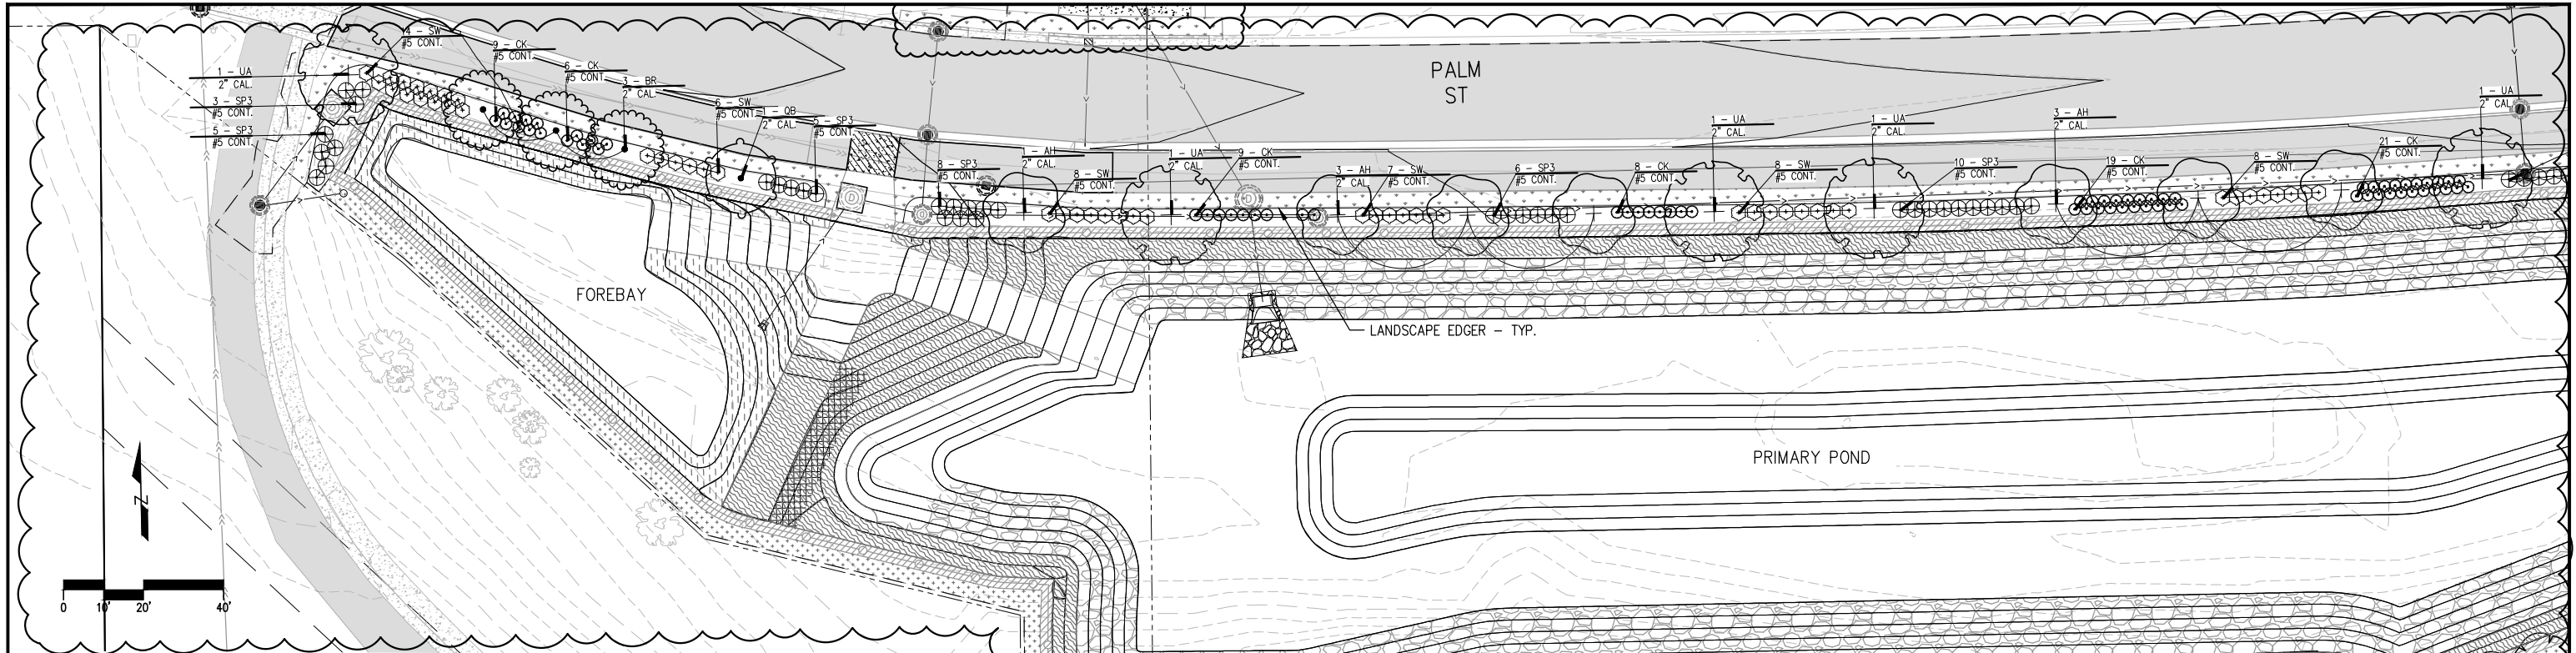 PALM
ST
14 - SW
#5 CONT.
9 - CK
#5 CONT.
6 - CK
#5 CONT.
3 - BR
2" CAL.
1 - UA
2" CAL.
3 - SP3
#5 CONT.
5 - SP3
#5 CONT.
6 - SW
#5 CONT.
1 - QB
2" CAL.
- SP3
#5 CONT.
8 - SP3
#5 CONT.
1 - AH
2" CAL.
8 - SW
#5 CONT.
1 - UA
2" CAL.
9 - CK
#5 CONT.
3 - AH
2" CAL.
7 - SW
#5 CONT.
6 - SP3
#5 CONT.
8 - CK
#5 CONT.
1 - UA
2" CAL.
8 - SW
#5 CONT.
1 - UA
2" CAL.
10 - SP3
#5 CONT.
3 - AH
2" CAL.
19 - CK
#5 CONT.
8 - SW
#5 CONT.
21 - CK
#5 CONT.
1 - UA
2" CAL.
FOREBAY
LANDSCAPE EDGER - TYP.
PRIMARY POND
N
0 10' 20' 40'